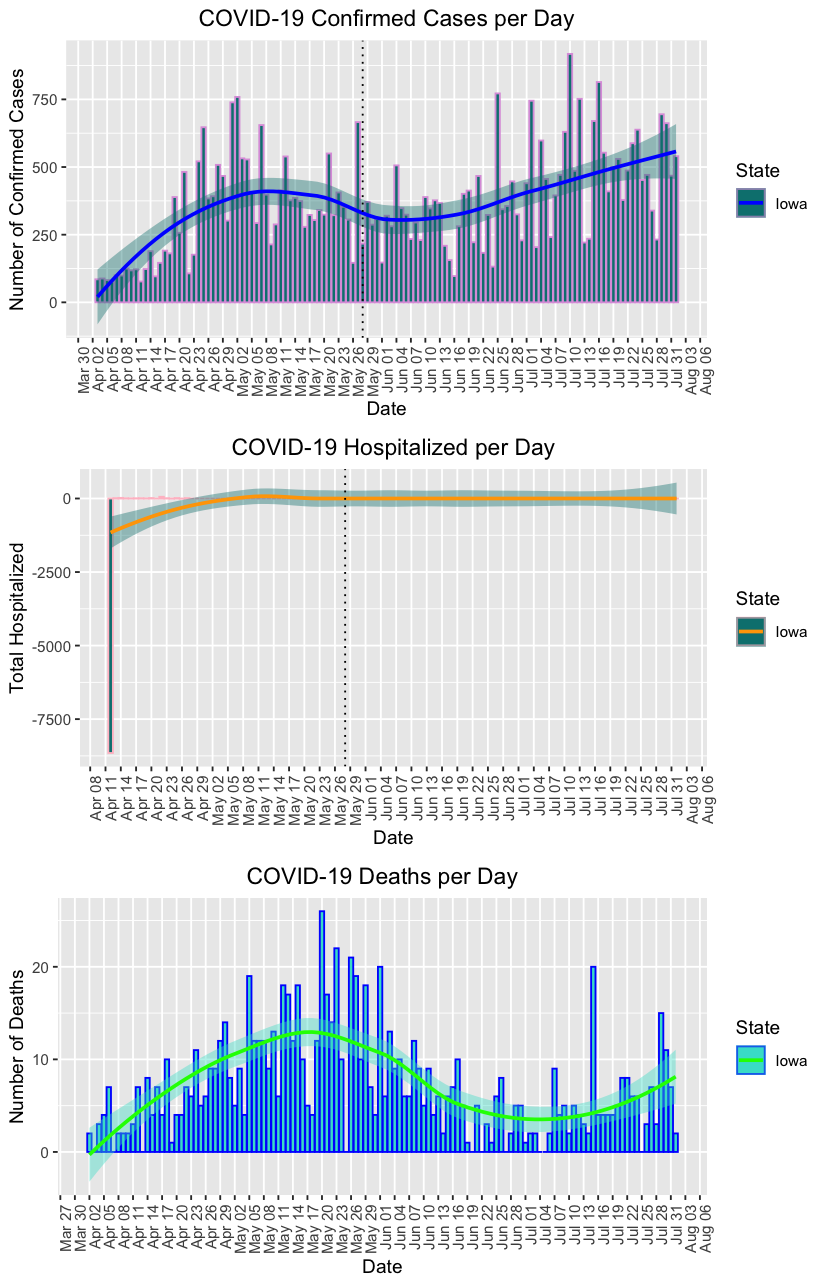 COVID-19 Confirmed Cases per Day
Number of Confirmed Cases
750
500
250
0
Mar 30
Apr 02
Apr 05
Apr 08
Apr 11
Apr 14
Apr 17
Apr 20
Apr 23
Apr 26
Apr 29
May 02
May 05
May 08
May 11
May 14
May 17
May 20
May 23
May 26
May 29
Jun 01
Jun 04
Jun 07
Jun 10
Jun 13
Jun 16
Jun 19
Jun 22
Jun 25
Jun 28
Jul 01
Jul 04
Jul 07
Jul 10
Jul 13
Jul 16
Jul 19
Jul 22
Jul 25
Jul 28
Jul 31
Aug 03
Aug 06
Date
State
Iowa
COVID-19 Hospitalized per Day
Total Hospitalized
0
-2500
-5000
-7500
Apr 08
Apr 11
Apr 14
Apr 17
Apr 20
Apr 23
Apr 26
Apr 29
May 02
May 05
May 08
May 11
May 14
May 17
May 20
May 23
May 26
May 29
Jun 01
Jun 04
Jun 07
Jun 10
Jun 13
Jun 16
Jun 19
Jun 22
Jun 25
Jun 28
Jul 01
Jul 04
Jul 07
Jul 10
Jul 13
Jul 16
Jul 19
Jul 22
Jul 25
Jul 28
Jul 31
Aug 03
Aug 06
Date
State
Iowa
COVID-19 Deaths per Day
Number of Deaths
20
10
0
Mar 27
Mar 30
Apr 02
Apr 05
Apr 08
Apr 11
Apr 14
Apr 17
Apr 20
Apr 23
Apr 26
Apr 29
May 02
May 05
May 08
May 11
May 14
May 17
May 20
May 23
May 26
May 29
Jun 01
Jun 04
Jun 07
Jun 10
Jun 13
Jun 16
Jun 19
Jun 22
Jun 25
Jun 28
Jul 01
Jul 04
Jul 07
Jul 10
Jul 13
Jul 16
Jul 19
Jul 22
Jul 25
Jul 28
Jul 31
Aug 03
Aug 06
Date
State
Iowa